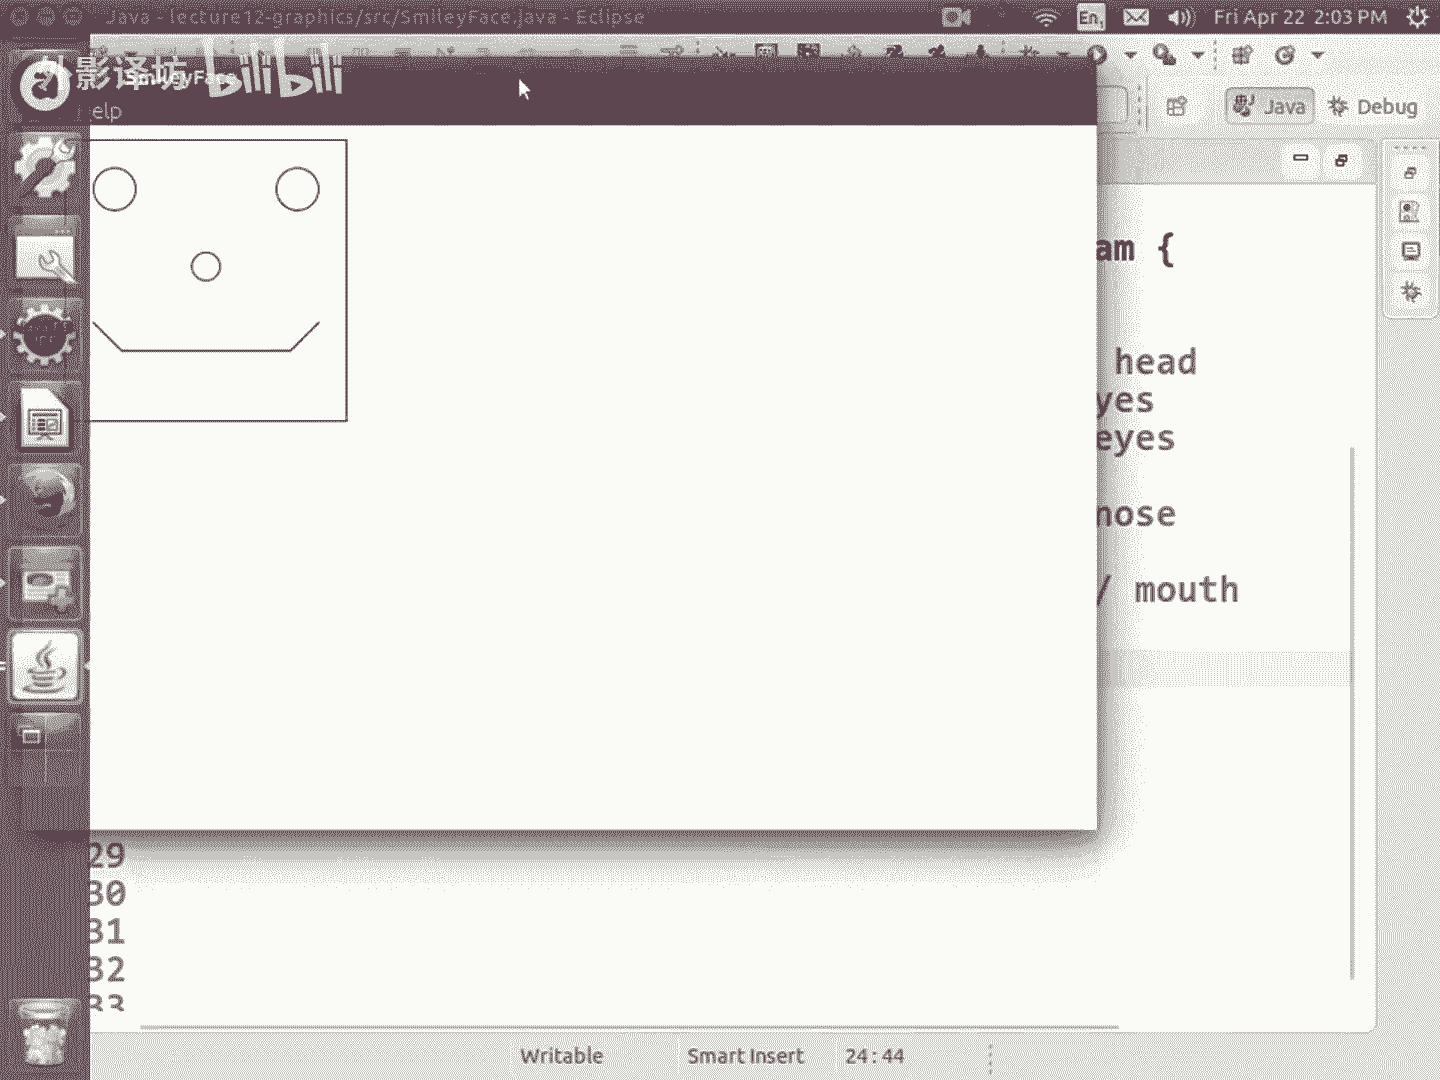 Java - lecture12-graphics/src/SmileyFace.java - Eclipse
En
Fri Apr 22 2:03 PM
影译坊 bilibili
SmileyFace
elp
Java
Debug
am {
head
yes
eyes
nose
/ mouth
29
30
31
32
33
Writable
Smart Insert
24:44